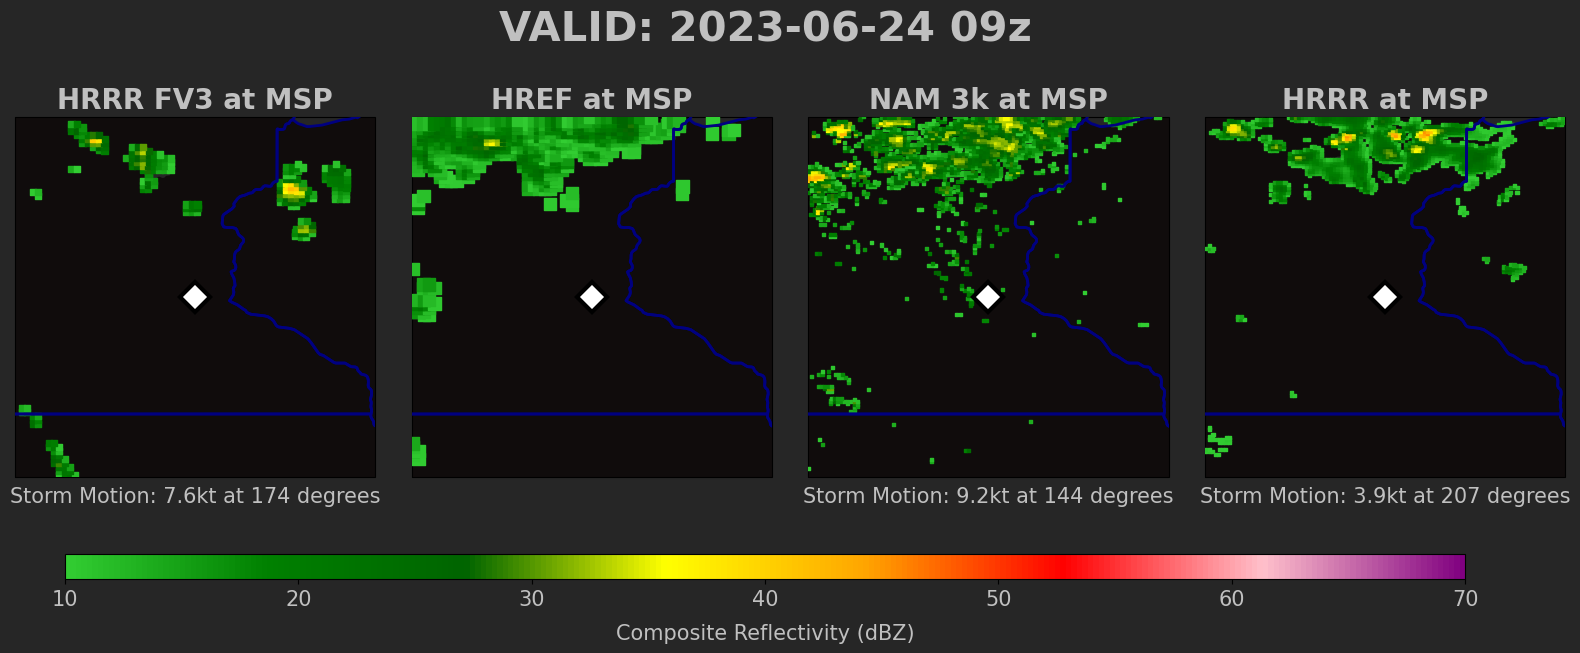 VALID: 2023-06-24 09z
HRRR FV3 at MSP
HREF at MSP
NAM 3k at MSP
HRRR at MSP
Storm Motion: 7.6kt at 174 degrees
Storm Motion: 9.2kt at 144 degrees
Storm Motion: 3.9kt at 207 degrees
10 20 30 40 50 60 70
Composite Reflectivity (dBZ)